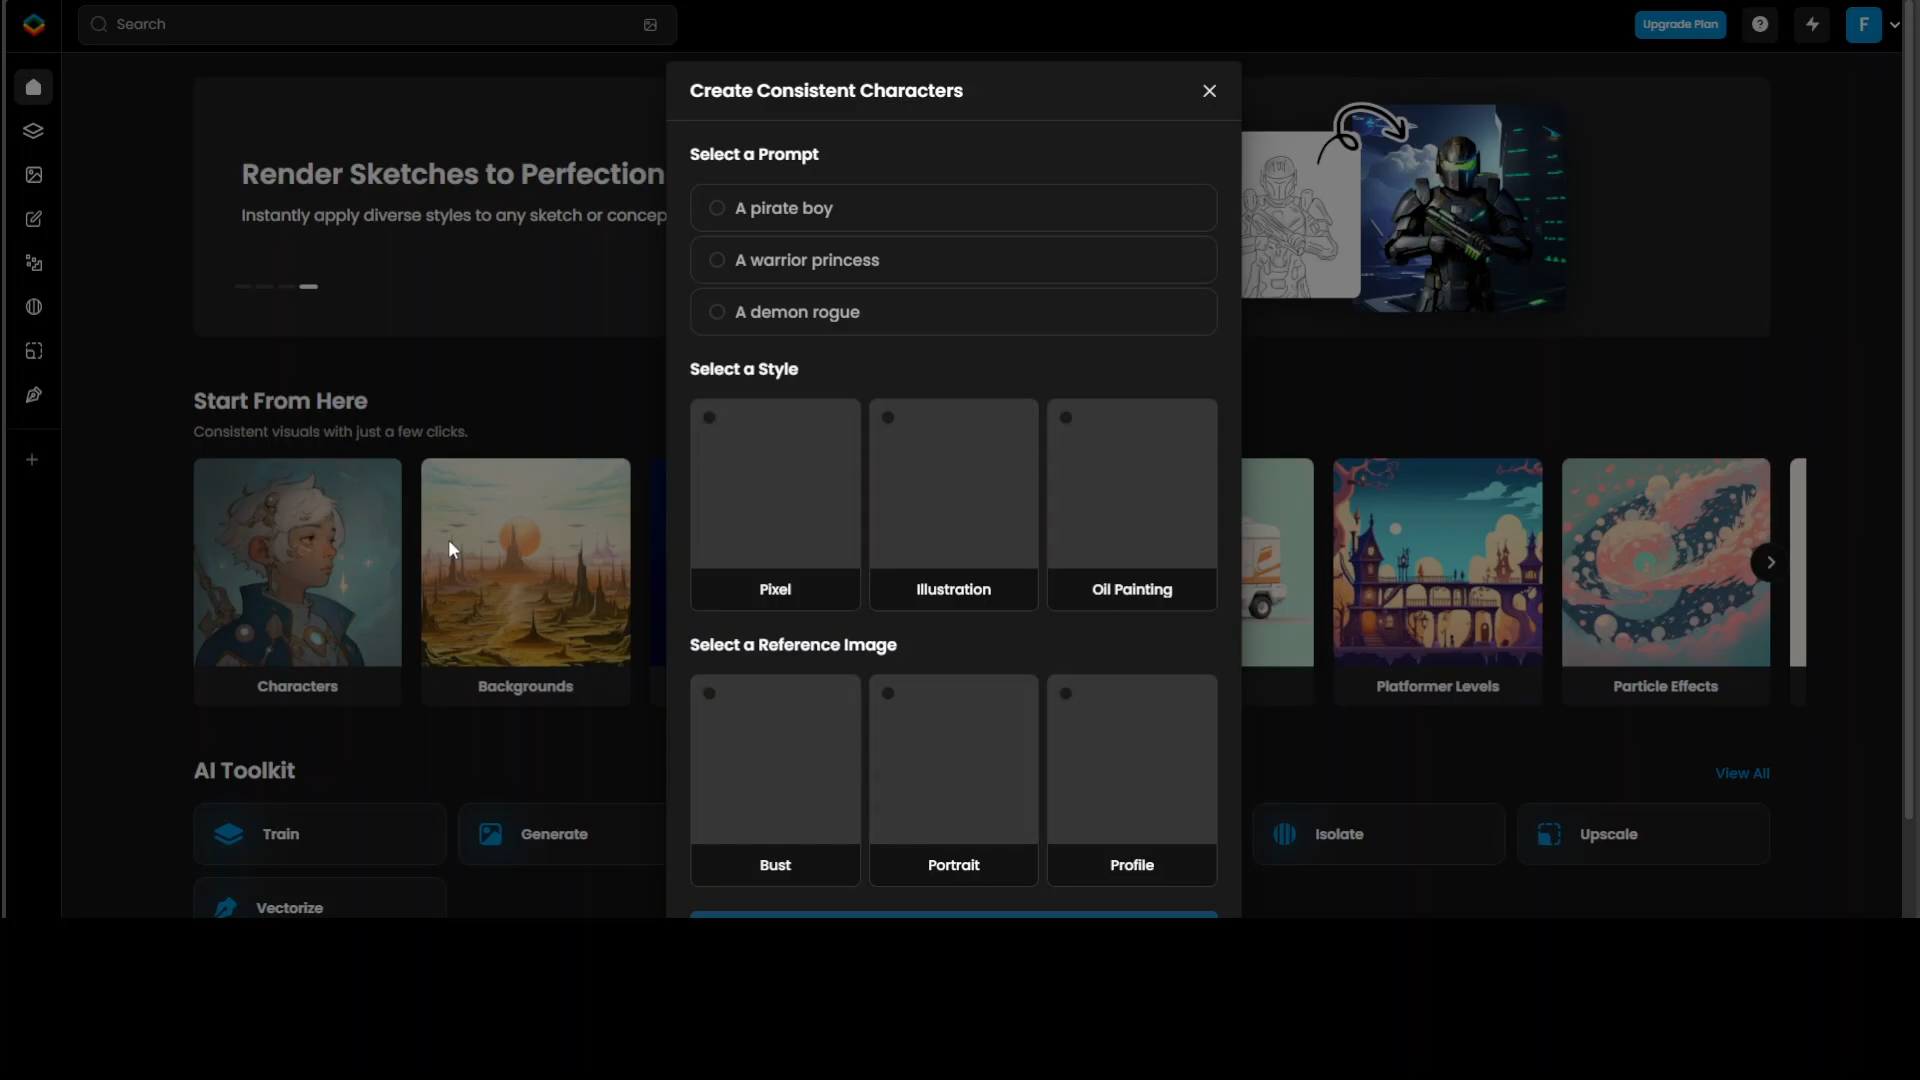 Search
Upgrade Plan
F
Create Consistent Characters
Select a Prompt
A pirate boy
A warrior princess
A demon rogue
Select a Style
Pixel
Illustration
Oil Painting
Select a Reference Image
Bust
Portrait
Profile
Render Sketches to Perfection
Instantly apply diverse styles to any sketch or concep
Start From Here
Consistent visuals with just a few clicks.
Characters
Backgrounds
Platformer Levels
Particle Effects
AI Toolkit
View All
Train
Generate
Isolate
Upscale
Vectorize